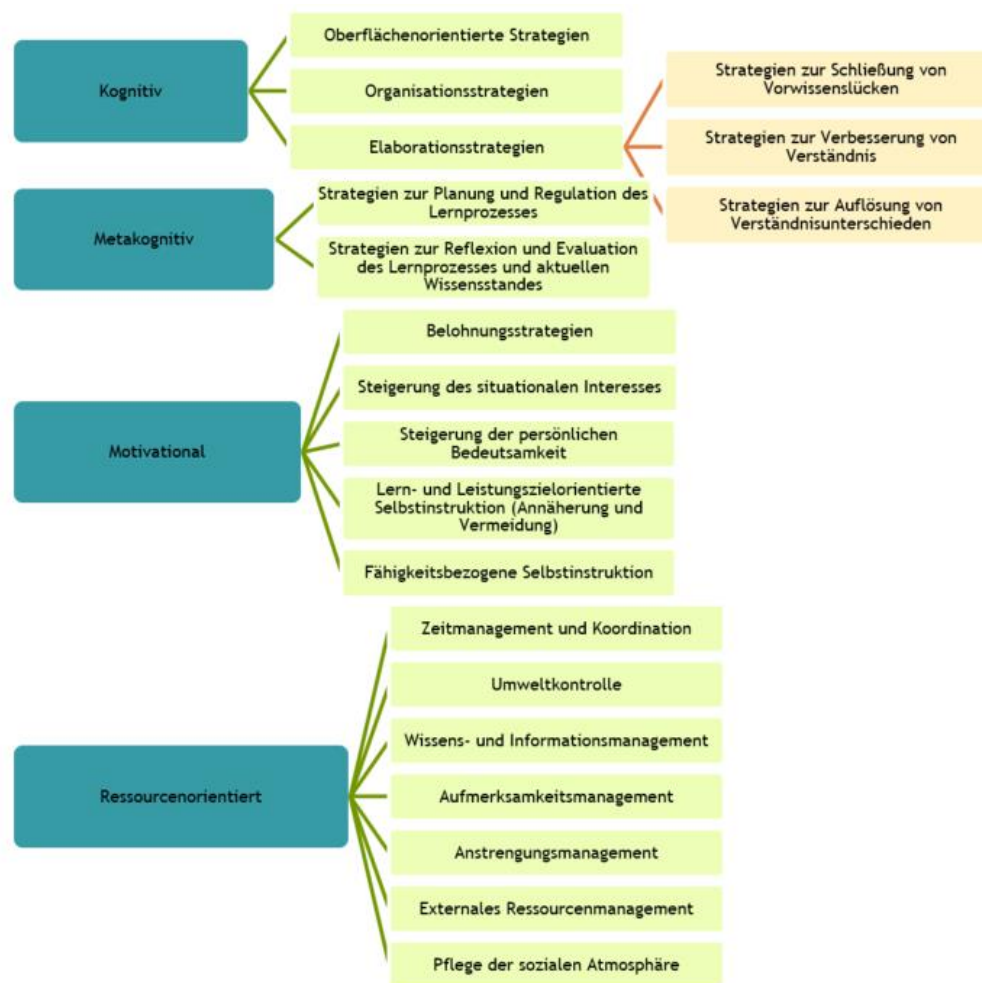 Kognitiv
Oberflächenorientierte Strategien
Organisationsstrategien
Elaborationsstrategien
Strategien zur Schließung von
Vorwissenslücken
Strategien zur Verbesserung von
Verständnis
Strategien zur Auflösung von
Verständnisunterschieden
Metakognitiv
Strategien zur Planung und Regulation des
Lernprozesses
Strategien zur Reflexion und Evaluation
des Lernprozesses und aktuellen
Wissensstandes
Motivational
Belohnungsstrategien
Steigerung des situationalen Interesses
Steigerung der persönlichen
Bedeutsamkeit
Lern- und Leistungszielorientierte
Selbstinstruktion (Annäherung und
Vermeidung)
Fähigkeitsbezogene Selbstinstruktion
Ressourcenorientiert
Zeitmanagement und Koordination
Umweltkontrolle
Wissens- und Informationsmanagement
Aufmerksamkeitsmanagement
Anstrengungsmanagement
Externales Ressourcenmanagement
Pflege der sozialen Atmosphäre